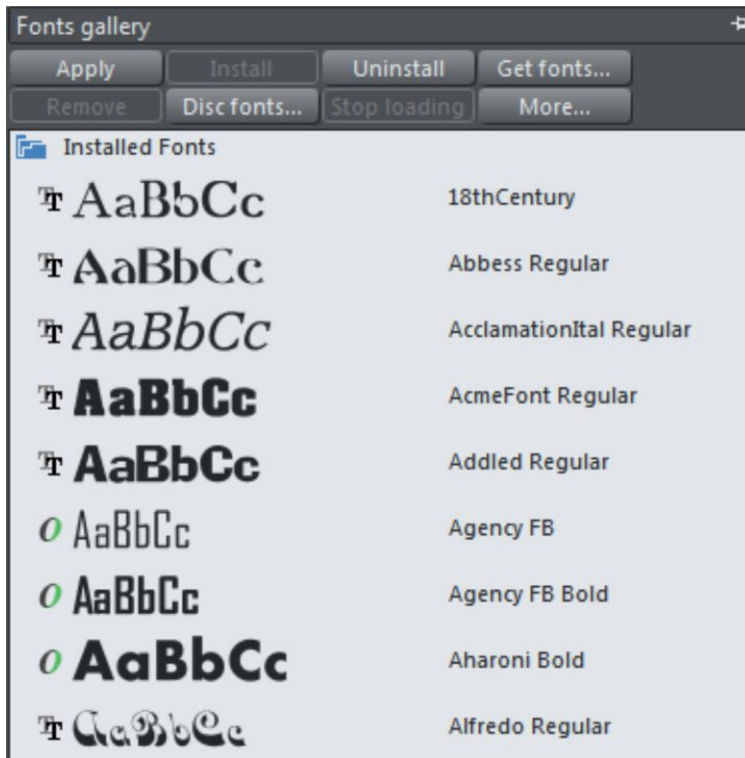 Fonts gallery
Apply Install Uninstall Get fonts...
Remove Disc fonts... Stop loading More...
Installed Fonts
AaBbCc 18thCentury
AaBbCc Abbess Regular
AaBbCc AcclamationItal Regular
AaBbCc AcmeFont Regular
AaBbCc Addled Regular
AaBbCc Agency FB
AaBbCc Agency FB Bold
AaBbCc Aharoni Bold
AaBbCc Alfredo Regular